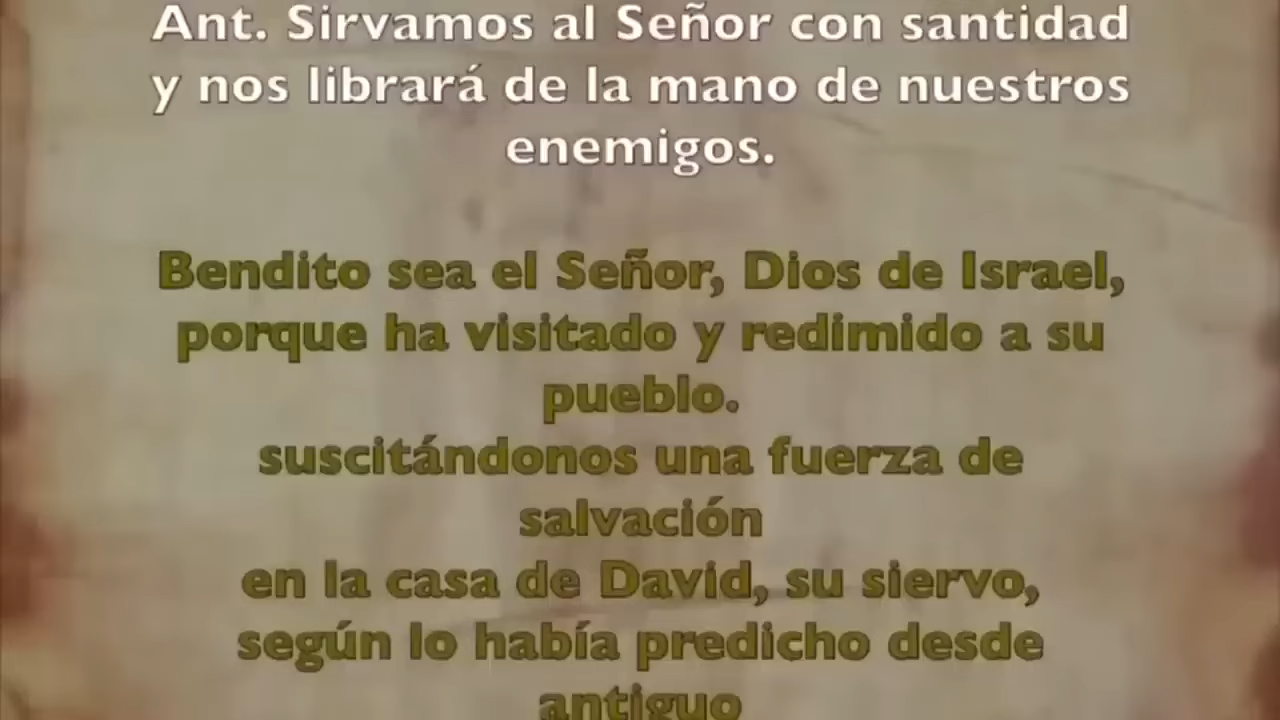 Ant. Sirvamos al Señor con santidad
y nos librará de la mano de nuestros
enemigos.
Bendito sea el Señor, Dios de Israel,
porque ha visitado y redimido a su
pueblo.
suscitándonos una fuerza de
salvación
en la casa de David, su siervo,
según lo había predicho desde
antiguo